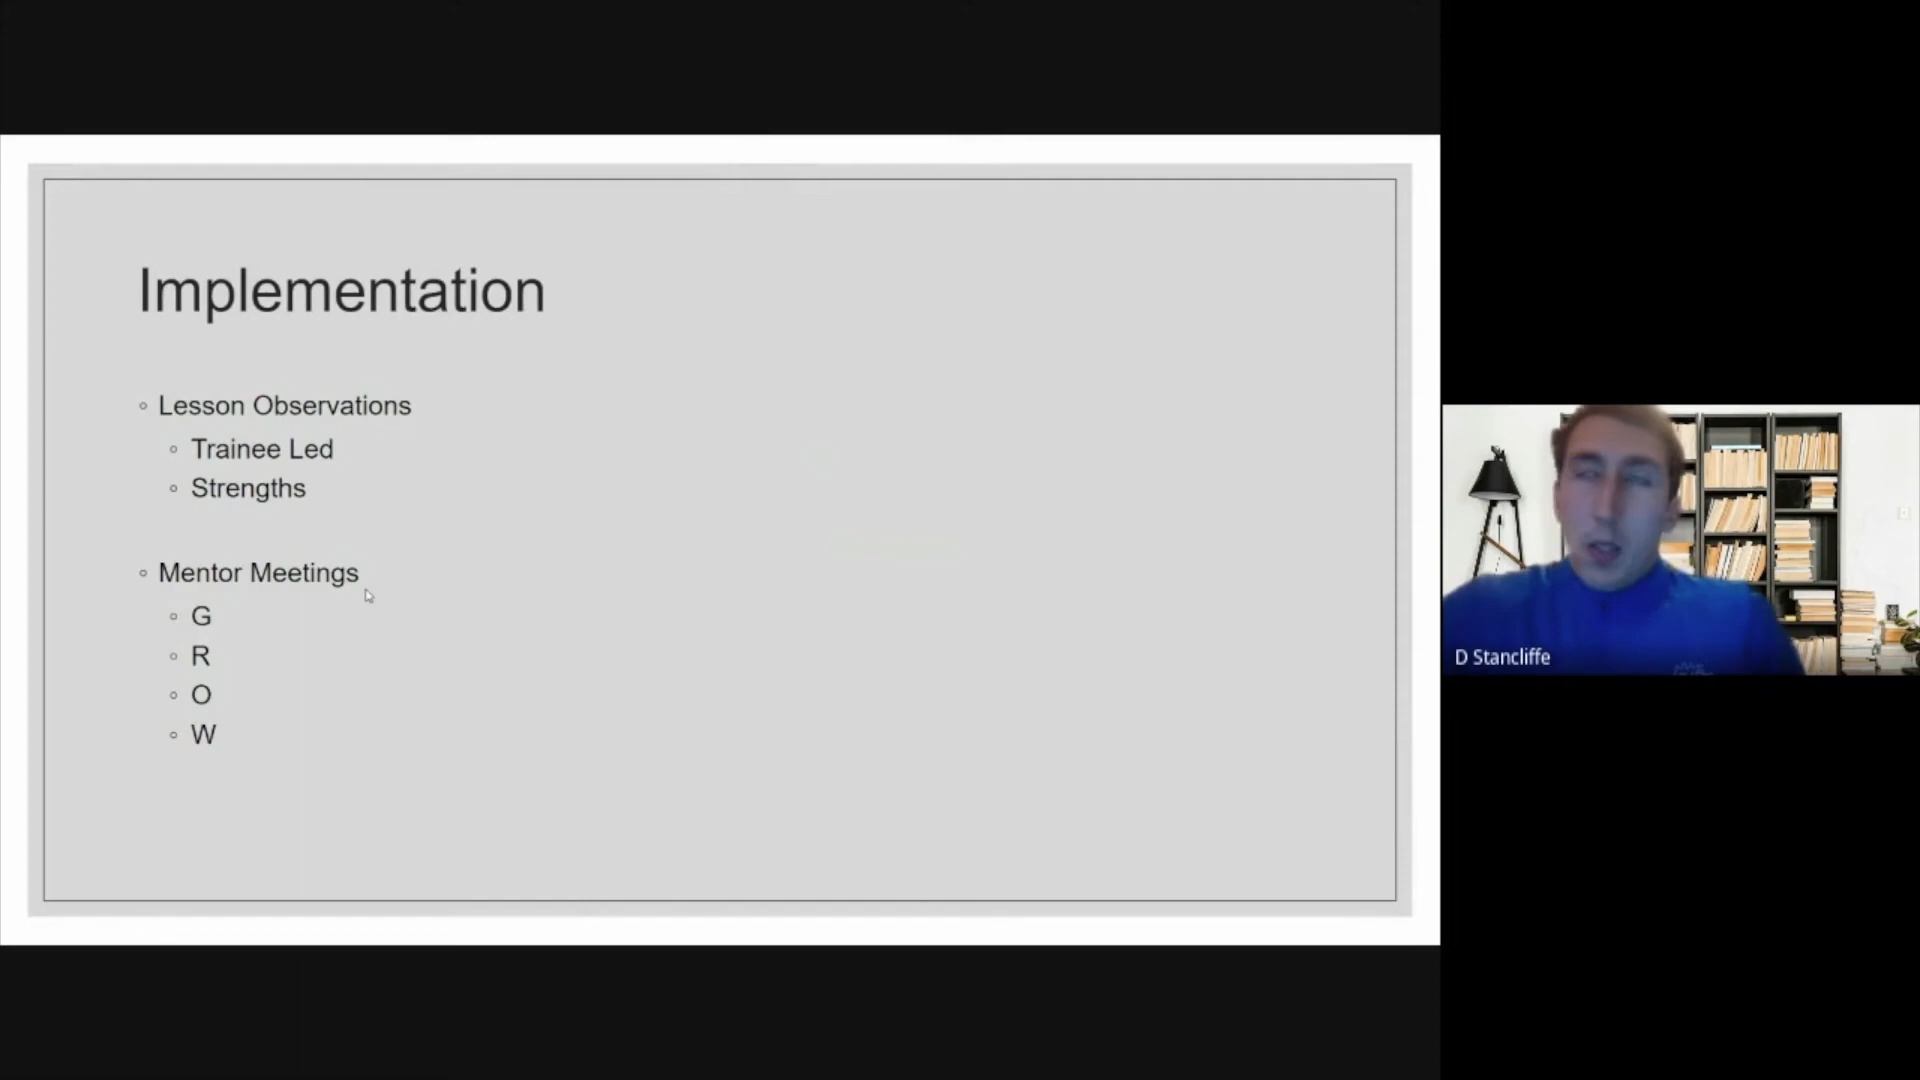 Implementation
Lesson Observations
Trainee Led
Strengths
Mentor Meetings
G
R
O
W
D Stancliffe